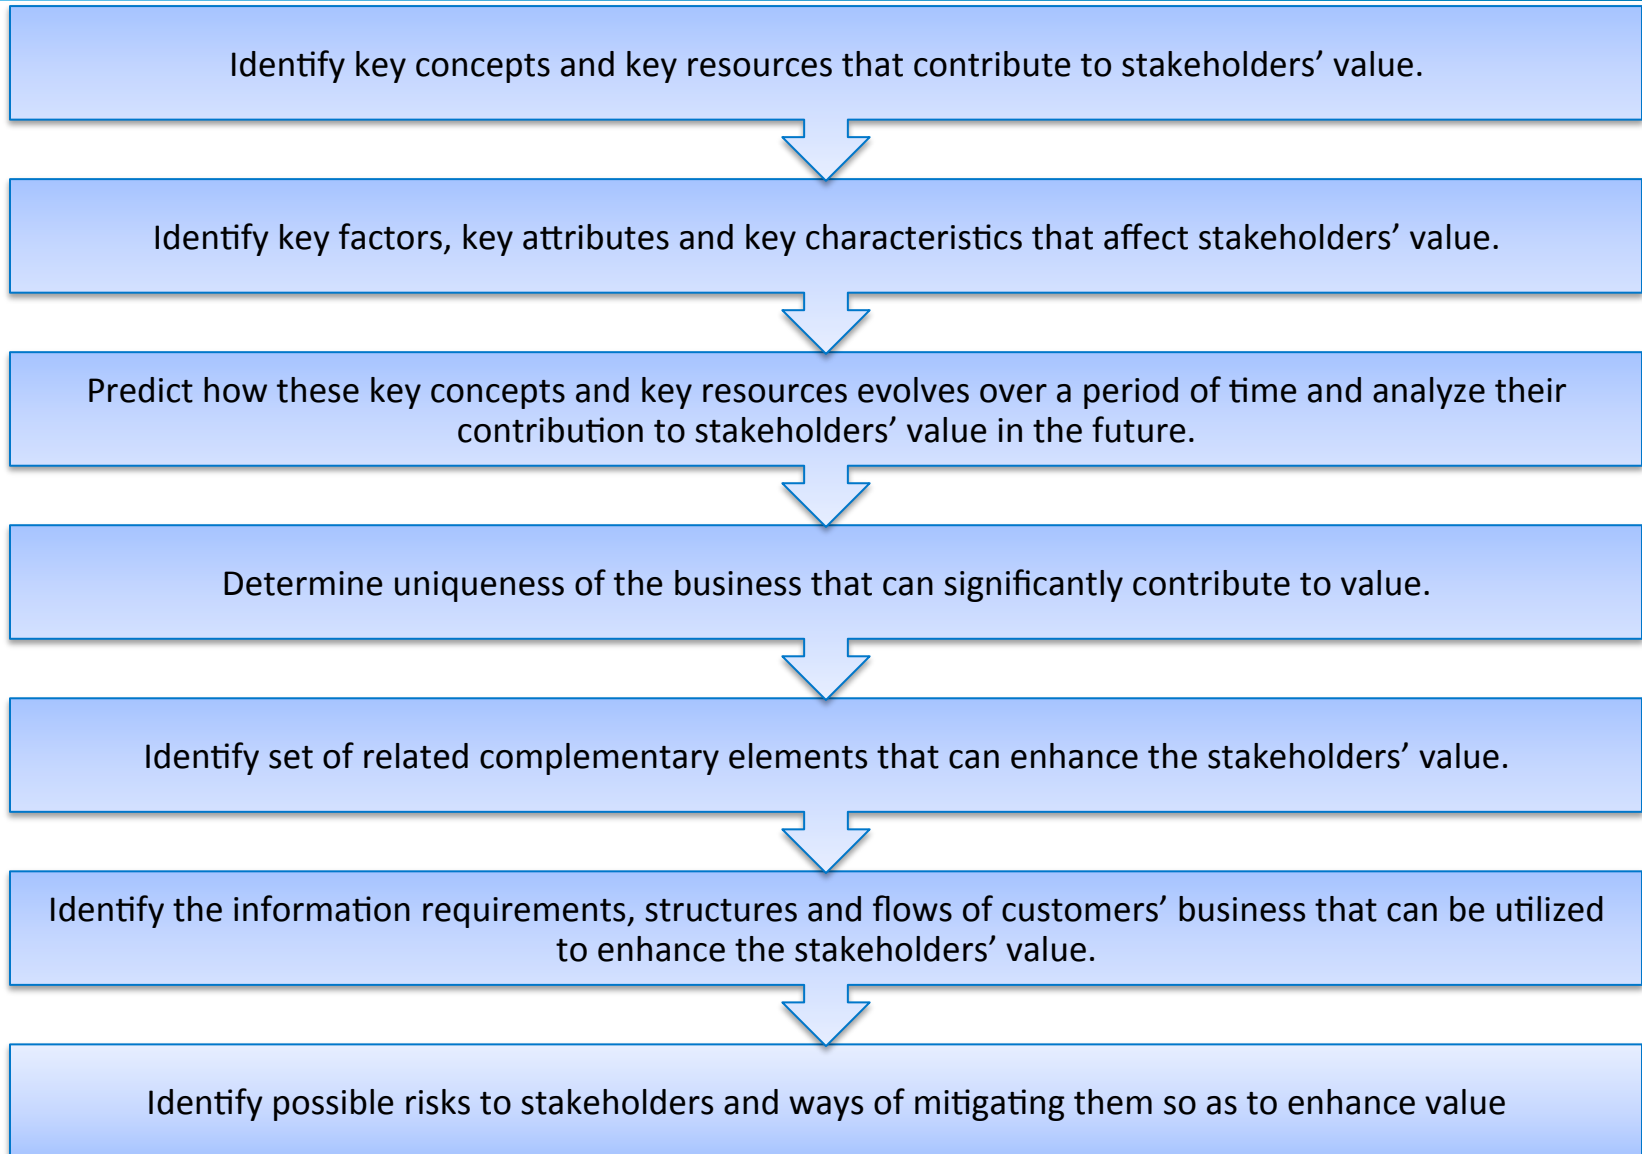 Identify key concepts and key resources that contribute to stakeholders’ value.
Identify key factors, key attributes and key characteristics that affect stakeholders’ value.
Predict how these key concepts and key resources evolves over a period of time and analyze their
contribution to stakeholders’ value in the future.
Determine uniqueness of the business that can significantly contribute to value.
Identify set of related complementary elements that can enhance the stakeholders’ value.
Identify the information requirements, structures and flows of customers’ business that can be utilized
to enhance the stakeholders’ value.
Identify possible risks to stakeholders and ways of mitigating them so as to enhance value